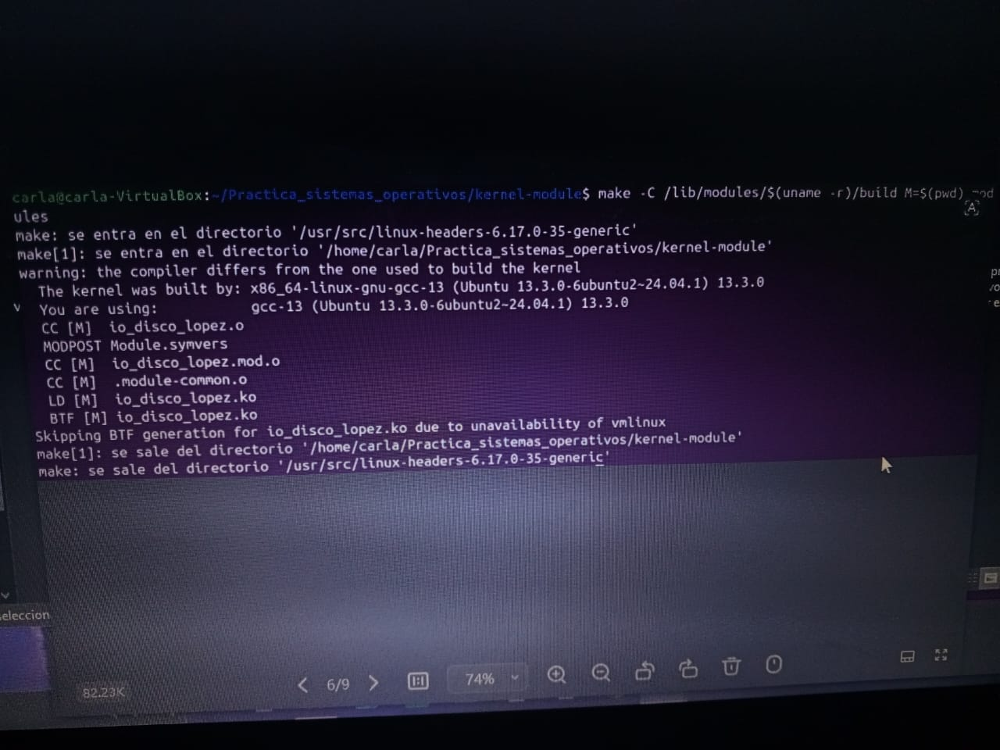 carla@carla-VirtualBox:~/Practica_sistemas_operativos/kernel-module$ make -C /lib/modules/$(uname -r)/build M=$(pwd) mod
ules
make: se entra en el directorio '/usr/src/linux-headers-6.17.0-35-generic'
make[1]: se entra en el directorio '/home/carla/Practica_sistemas_operativos/kernel-module'
warning: the compiler differs from the one used to build the kernel
The kernel was built by: x86_64-linux-gnu-gcc-13 (Ubuntu 13.3.0-6ubuntu2~24.04.1) 13.3.0
You are using: gcc-13 (Ubuntu 13.3.0-6ubuntu2~24.04.1) 13.3.0
CC [M] io_disco_lopez.o
MODPOST Module.symvers
CC [M] io_disco_lopez.mod.o
CC [M] .module-common.o
LD [M] io_disco_lopez.ko
BTF [M] io_disco_lopez.ko
Skipping BTF generation for io_disco_lopez.ko due to unavailability of vmlinux
make[1]: se sale del directorio '/home/carla/Practica_sistemas_operativos/kernel-module'
make: se sale del directorio '/usr/src/linux-headers-6.17.0-35-generic'
eleccion
82.23K
6/9
1:1
74%